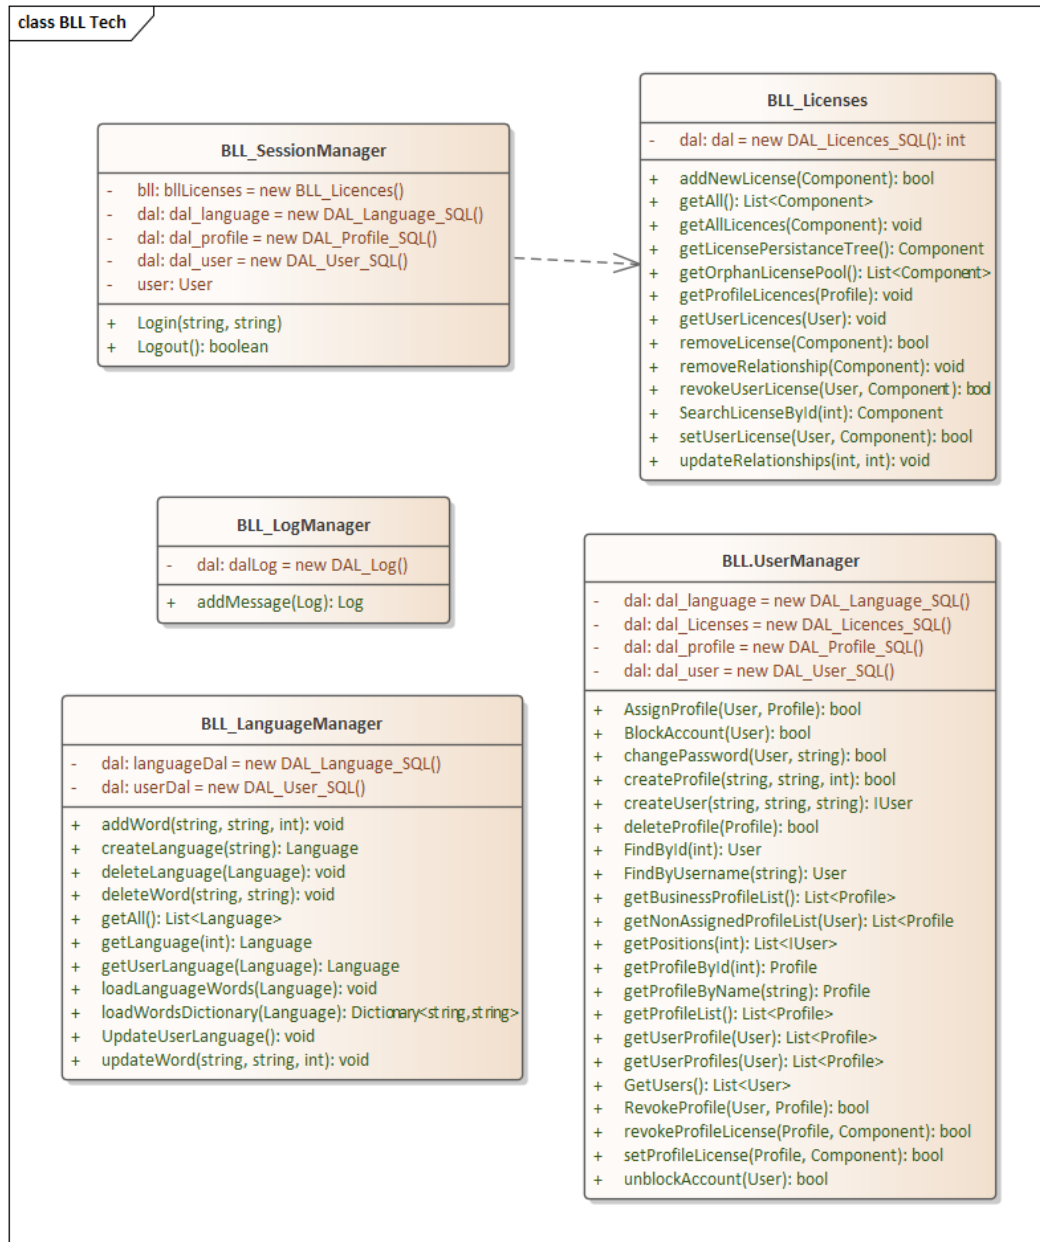 class BLL Tech
BLL_SessionManager
- bll: bllLicenses = new BLL_Licences()
- dal: dal_language = new DAL_Language_SQL()
- dal: dal_profile = new DAL_Profile_SQL()
- dal: dal_user = new DAL_User_SQL()
- user: User
+ Login(string, string)
+ Logout(): boolean
BLL_Licenses
- dal: dal = new DAL_Licences_SQL(): int
+ addNewLicense(Component): bool
+ getAll(): List<Component>
+ getAllLicences(Component): void
+ getLicensePersistanceTree(): Component
+ getOrphanLicensePool(): List<Component>
+ getProfileLicences(Profile): void
+ getUserLicences(User): void
+ removeLicense(Component): bool
+ removeRelationship(Component): void
+ revokeUserLicense(User, Component): bool
+ SearchLicenseById(int): Component
+ setUserLicense(User, Component): bool
+ updateRelationships(int, int): void
BLL_LogManager
- dal: dalLog = new DAL_Log()
+ addMessage(Log): Log
BLL_LanguageManager
- dal: languageDal = new DAL_Language_SQL()
- dal: userDal = new DAL_User_SQL()
+ addWord(string, string, int): void
+ createLanguage(string): Language
+ deleteLanguage(Language): void
+ deleteWord(string, string): void
+ getAll(): List<Language>
+ getLanguage(int): Language
+ getUserLanguage(Language): Language
+ loadLanguageWords(Language): void
+ loadWordsDictionary(Language): Dictionary<string,string>
+ UpdateUserLanguage(): void
+ updateWord(string, string, int): void
BLL.UserManager
- dal: dal_language = new DAL_Language_SQL()
- dal: dal_Licenses = new DAL_Licences_SQL()
- dal: dal_profile = new DAL_Profile_SQL()
- dal: dal_user = new DAL_User_SQL()
+ AssignProfile(User, Profile): bool
+ BlockAccount(User): bool
+ changePassword(User, string): bool
+ createProfile(string, string, int): bool
+ createUser(string, string, string): IUser
+ deleteProfile(Profile): bool
+ FindById(int): User
+ FindByUsername(string): User
+ getBusinessProfileList(): List<Profile>
+ getNonAssignedProfileList(User): List<Profile
+ getPositions(int): List<IUser>
+ getProfileById(int): Profile
+ getProfileByName(string): Profile
+ getProfileList(): List<Profile>
+ getUserProfile(User): List<Profile>
+ getUserProfiles(User): List<Profile>
+ GetUsers(): List<User>
+ RevokeProfile(User, Profile): bool
+ revokeProfileLicense(Profile, Component): bool
+ setProfileLicense(Profile, Component): bool
+ unblockAccount(User): bool